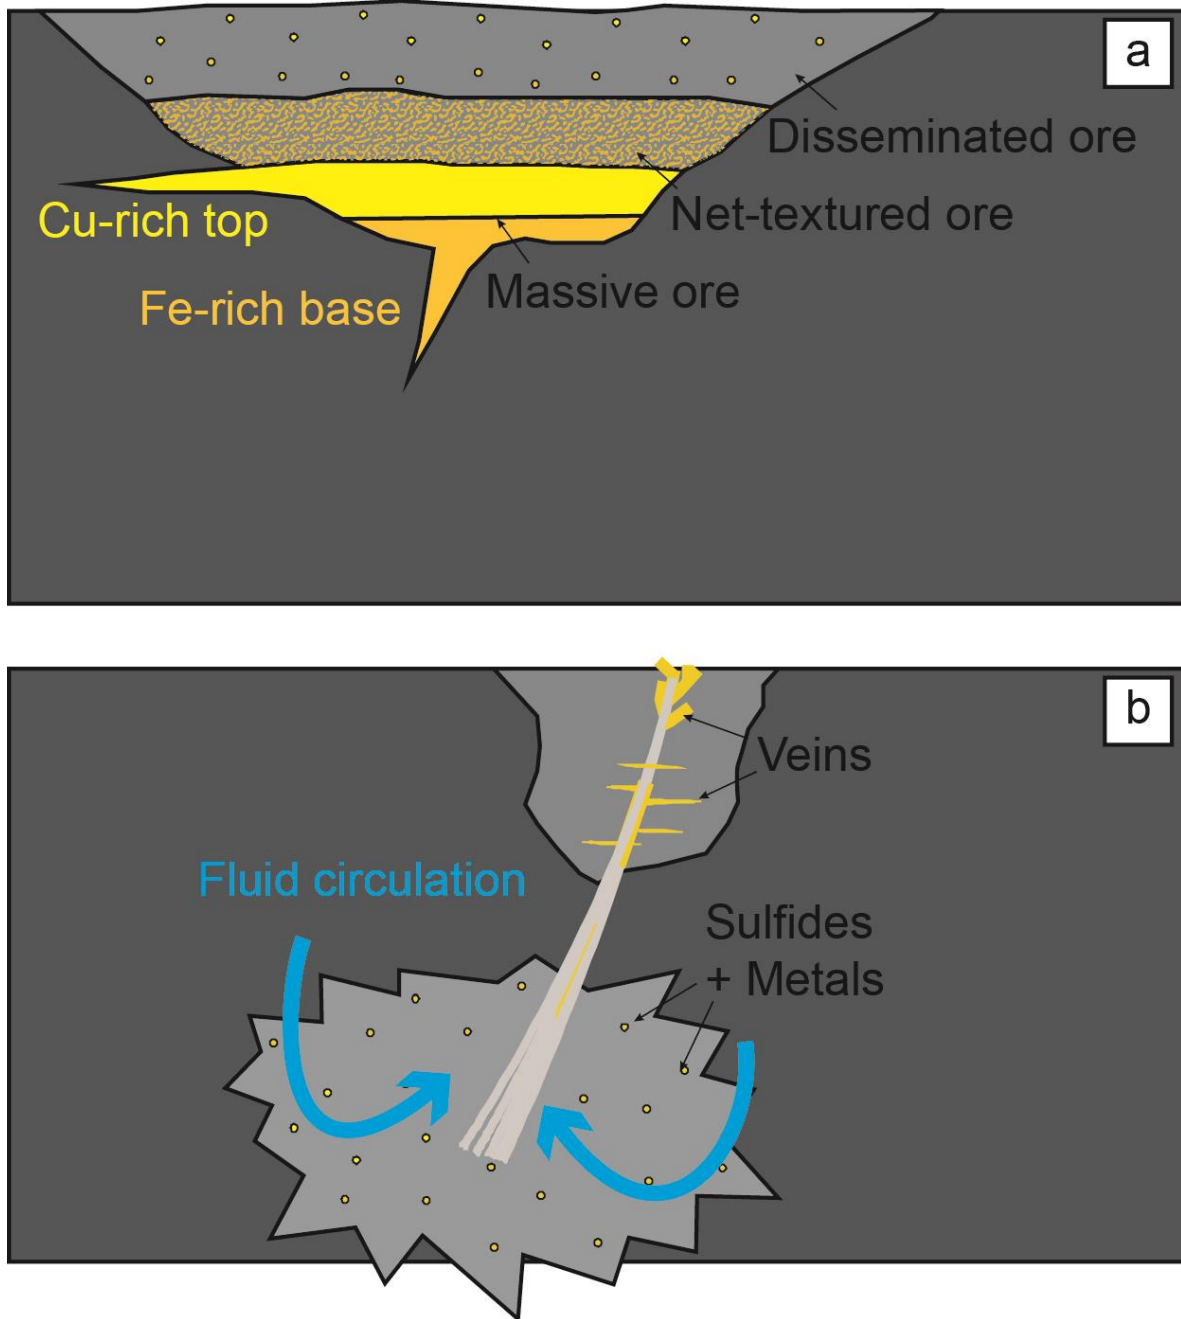 a
Disseminated ore
Net-textured ore
Cu-rich top
Massive ore
Fe-rich base
b
Veins
Fluid circulation
Sulfides
+ Metals